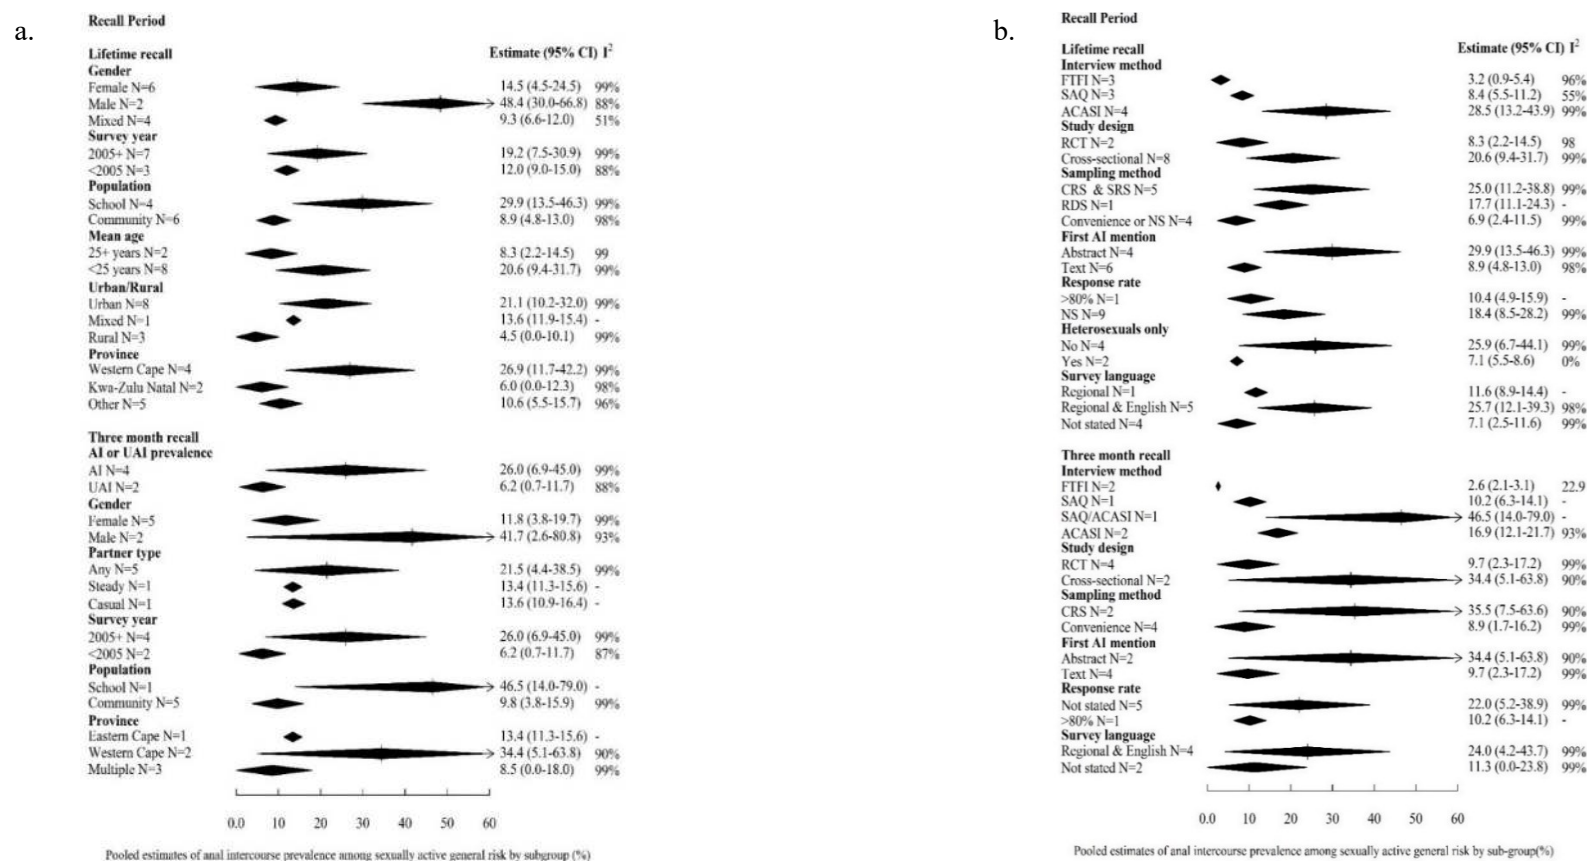 a.
Recall Period
Estimate (95% CI) I²
Lifetime recall
Gender
Female N=6 14.5 (4.5-24.5) 99%
Male N=2 48.4 (30.0-66.8) 88%
Mixed N=4 9.3 (6.6-12.0) 51%
Survey year
2005+ N=7 19.2 (7.5-30.9) 99%
<2005 N=3 12.0 (9.0-15.0) 88%
Population
School N=4 29.9 (13.5-46.3) 99%
Community N=6 8.9 (4.8-13.0) 98%
Mean age
25+ years N=2 8.3 (2.2-14.5) 99
<25 years N=8 20.6 (9.4-31.7) 99%
Urban/Rural
Urban N=8 21.1 (10.2-32.0) 99%
Mixed N=1 13.6 (11.9-15.4) -
Rural N=3 4.5 (0.0-10.1) 99%
Province
Western Cape N=4 26.9 (11.7-42.2) 99%
Kwa-Zulu Natal N=2 6.0 (0.0-12.3) 98%
Other N=5 10.6 (5.5-15.7) 96%
Three month recall
AI or UAI prevalence
AI N=4 26.0 (6.9-45.0) 99%
UAI N=2 6.2 (0.7-11.7) 88%
Gender
Female N=5 11.8 (3.8-19.7) 99%
Male N=2 41.7 (2.6-80.8) 93%
Partner type
Any N=5 21.5 (4.4-38.5) 99%
Steady N=1 13.4 (11.3-15.6) -
Casual N=1 13.6 (10.9-16.4) -
Survey year
2005+ N=4 26.0 (6.9-45.0) 99%
<2005 N=2 6.2 (0.7-11.7) 87%
Population
School N=1 46.5 (14.0-79.0) -
Community N=5 9.8 (3.8-15.9) 99%
Province
Eastern Cape N=1 13.4 (11.3-15.6) -
Western Cape N=2 34.4 (5.1-63.8) 90%
Multiple N=3 8.5 (0.0-18.0) 99%
0.0 10 20 30 40 50 60
Pooled estimates of anal intercourse prevalence among sexually active general risk by subgroup (%)
b.
Recall Period
Estimate (95% CI) I²
Lifetime recall
Interview method
FTFI N=3 3.2 (0.9-5.4) 96%
SAQ N=3 8.4 (5.5-11.2) 55%
ACASI N=4 28.5 (13.2-43.9) 99%
Study design
RCT N=2 8.3 (2.2-14.5) 98
Cross-sectional N=8 20.6 (9.4-31.7) 99%
Sampling method
CRS & SRS N=5 25.0 (11.2-38.8) 99%
RDS N=1 17.7 (11.1-24.3) -
Convenience or NS N=4 6.9 (2.4-11.5) 99%
First AI mention
Abstract N=4 29.9 (13.5-46.3) 99%
Text N=6 8.9 (4.8-13.0) 98%
Response rate
>80% N=1 10.4 (4.9-15.9) -
NS N=9 18.4 (8.5-28.2) 99%
Heterosexuals only
No N=4 25.9 (6.7-44.1) 99%
Yes N=2 7.1 (5.5-8.6) 0%
Survey language
Regional N=1 11.6 (8.9-14.4) -
Regional & English N=5 25.7 (12.1-39.3) 98%
Not stated N=4 7.1 (2.5-11.6) 99%
Three month recall
Interview method
FTFI N=2 2.6 (2.1-3.1) 22.9
SAQ N=1 10.2 (6.3-14.1) -
SAQ/ACASI N=1 46.5 (14.0-79.0) -
ACASI N=2 16.9 (12.1-21.7) 93%
Study design
RCT N=4 9.7 (2.3-17.2) 99%
Cross-sectional N=2 34.4 (5.1-63.8) 90%
Sampling method
CRS N=2 35.5 (7.5-63.6) 90%
Convenience N=4 8.9 (1.7-16.2) 99%
First AI mention
Abstract N=2 34.4 (5.1-63.8) 90%
Text N=4 9.7 (2.3-17.2) 99%
Response rate
Not stated N=5 22.0 (5.2-38.9) 99%
>80% N=1 10.2 (6.3-14.1) -
Survey language
Regional & English N=4 24.0 (4.2-43.7) 99%
Not stated N=2 11.3 (0.0-23.8) 99%
0.0 10 20 30 40 50 60
Pooled estimates of anal intercourse prevalence among sexually active general risk by sub-group(%)